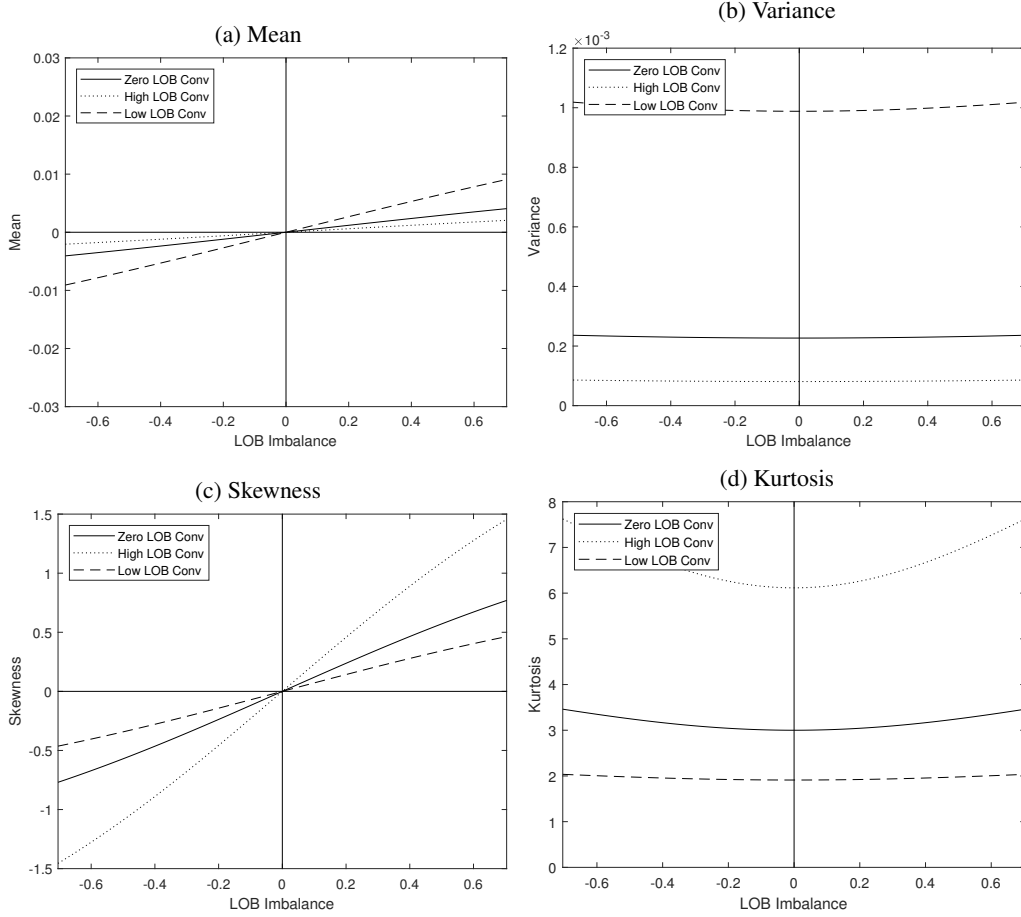 (a) Mean
0.03
0.02
0.01
0
-0.01
-0.02
-0.03
Mean
Zero LOB Conv
High LOB Conv
Low LOB Conv
-0.6 -0.4 -0.2 0 0.2 0.4 0.6
LOB Imbalance
(b) Variance
×10⁻³
1.2
1
0.8
0.6
0.4
0.2
0
Variance
Zero LOB Conv
High LOB Conv
Low LOB Conv
-0.6 -0.4 -0.2 0 0.2 0.4 0.6
LOB Imbalance
(c) Skewness
1.5
1
0.5
0
-0.5
-1
-1.5
Skewness
Zero LOB Conv
High LOB Conv
Low LOB Conv
-0.6 -0.4 -0.2 0 0.2 0.4 0.6
LOB Imbalance
(d) Kurtosis
8
7
6
5
4
3
2
1
0
Kurtosis
Zero LOB Conv
High LOB Conv
Low LOB Conv
-0.6 -0.4 -0.2 0 0.2 0.4 0.6
LOB Imbalance